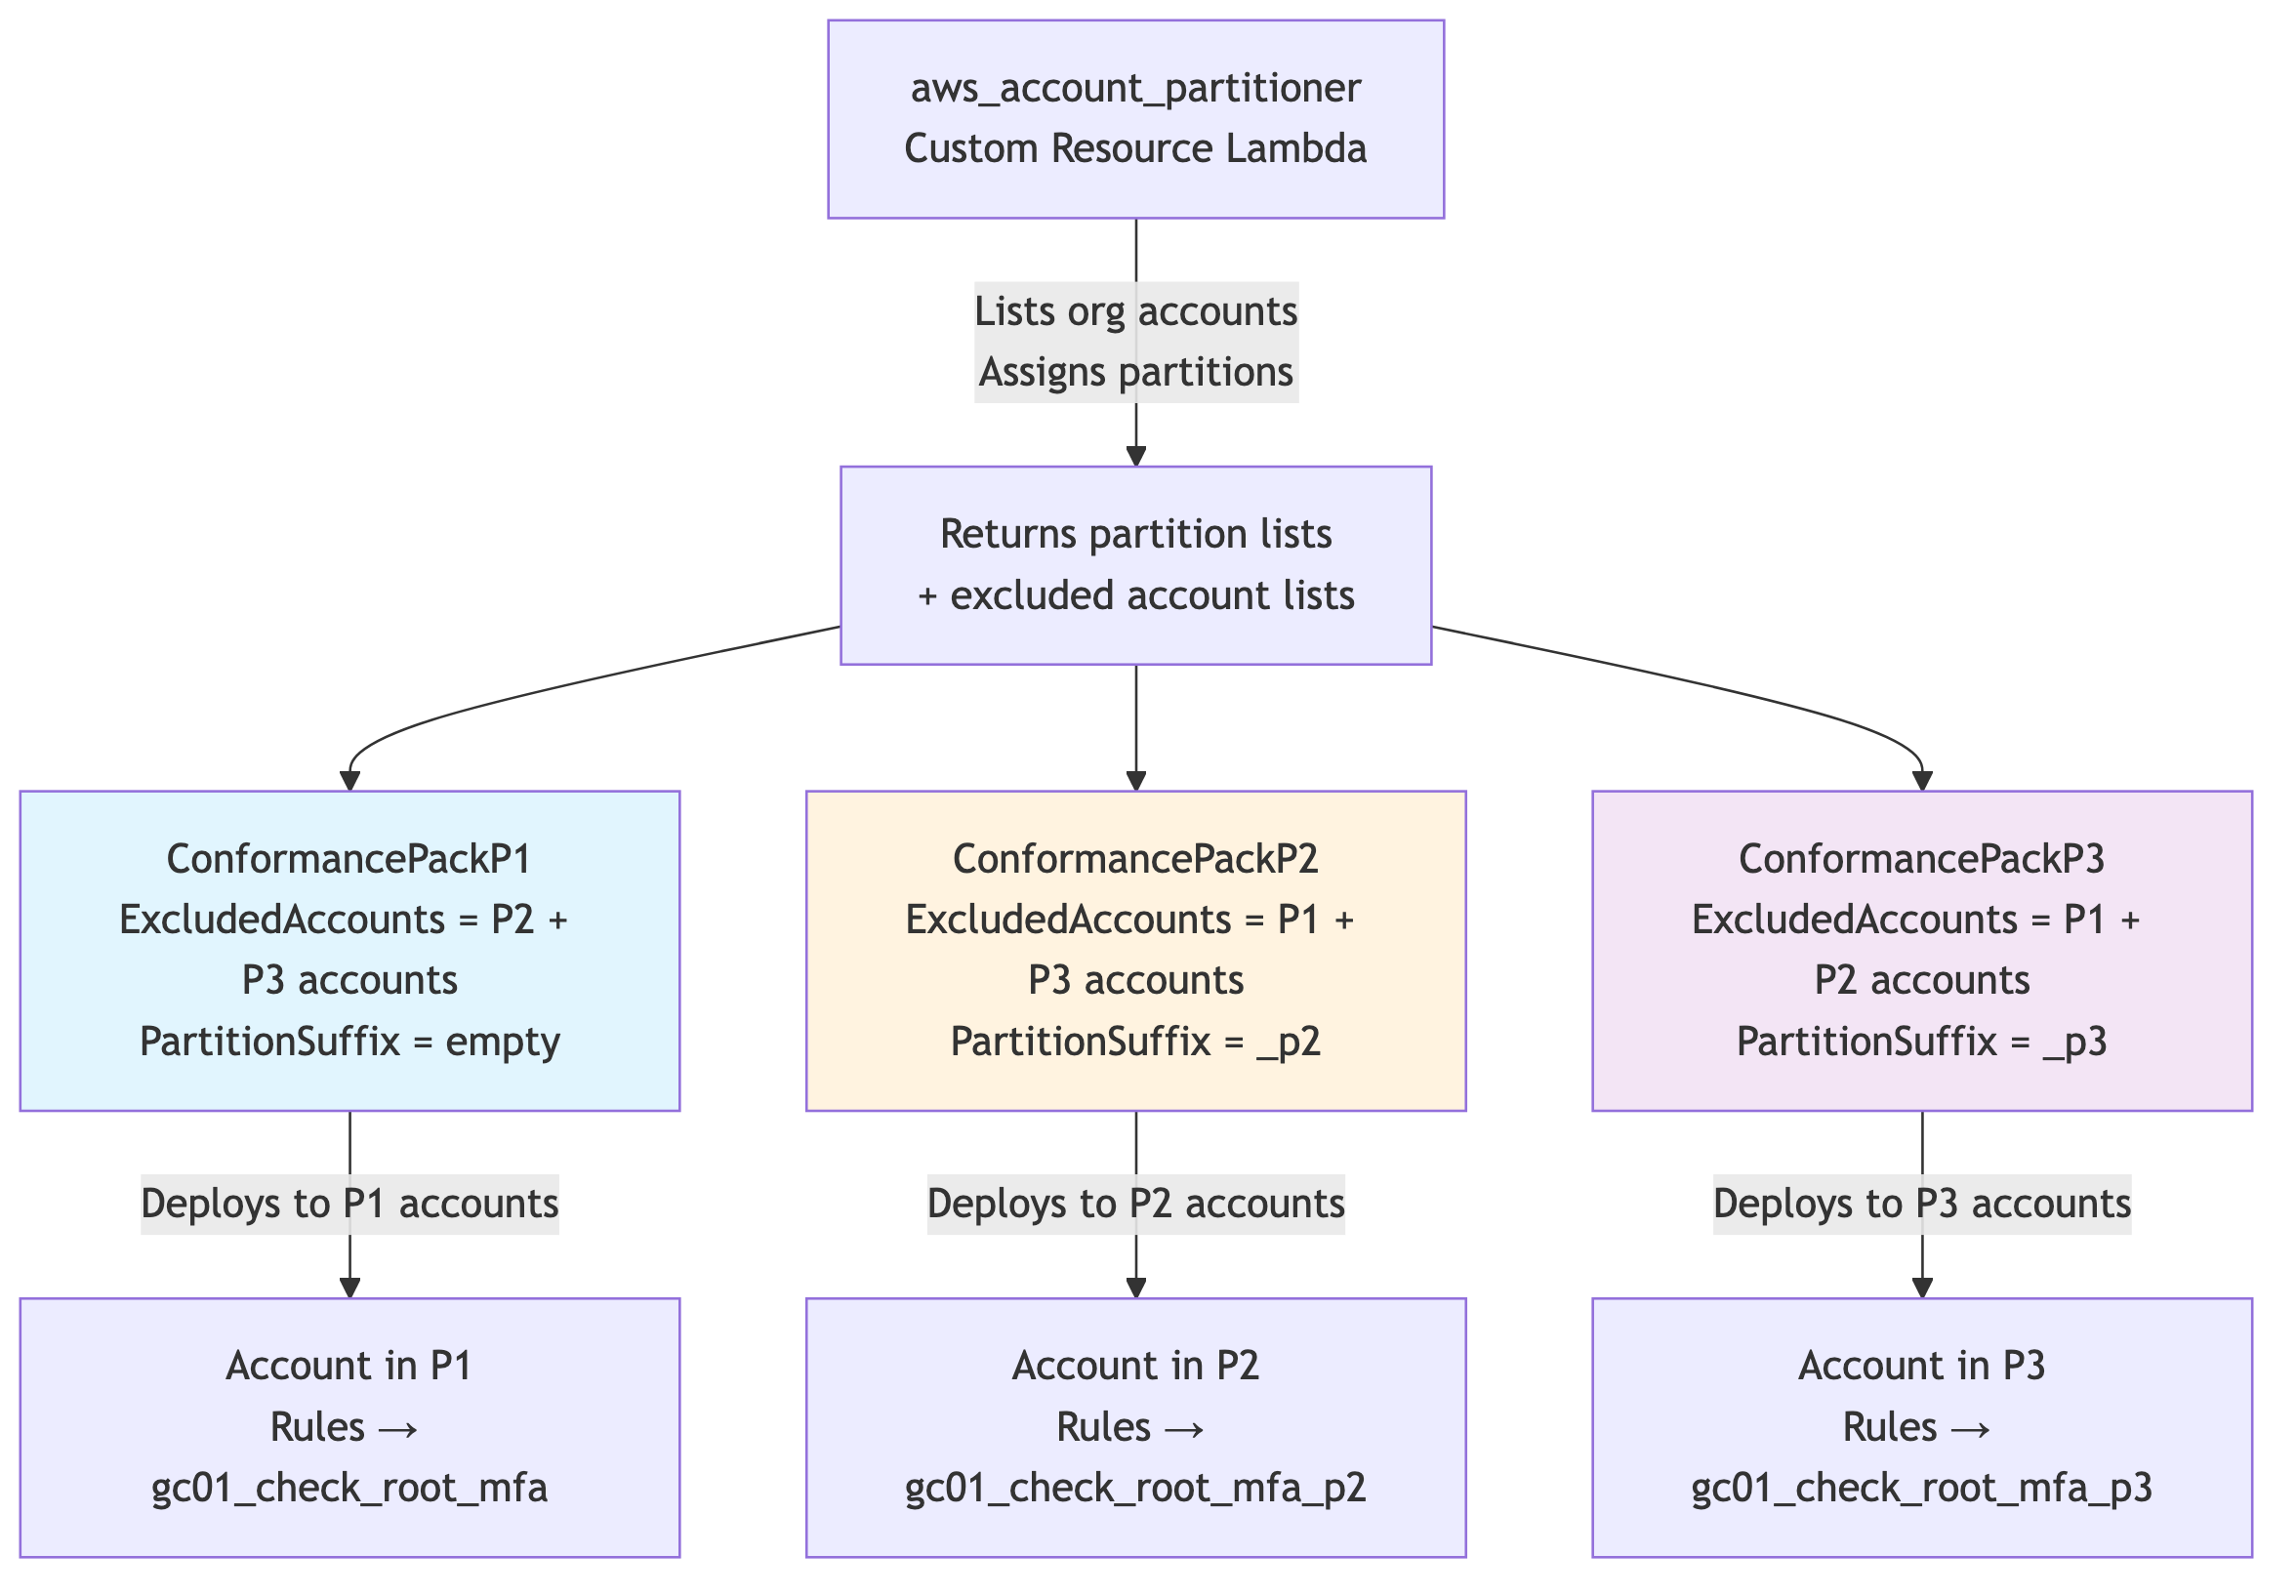 aws_account_partitioner
Custom Resource Lambda
Lists org accounts
Assigns partitions
Returns partition lists
+ excluded account lists
ConformancePackP1
ExcludedAccounts = P2 +
P3 accounts
PartitionSuffix = empty
ConformancePackP2
ExcludedAccounts = P1 +
P3 accounts
PartitionSuffix = _p2
ConformancePackP3
ExcludedAccounts = P1 +
P2 accounts
PartitionSuffix = _p3
Deploys to P1 accounts
Deploys to P2 accounts
Deploys to P3 accounts
Account in P1
Rules →
gc01_check_root_mfa
Account in P2
Rules →
gc01_check_root_mfa_p2
Account in P3
Rules →
gc01_check_root_mfa_p3